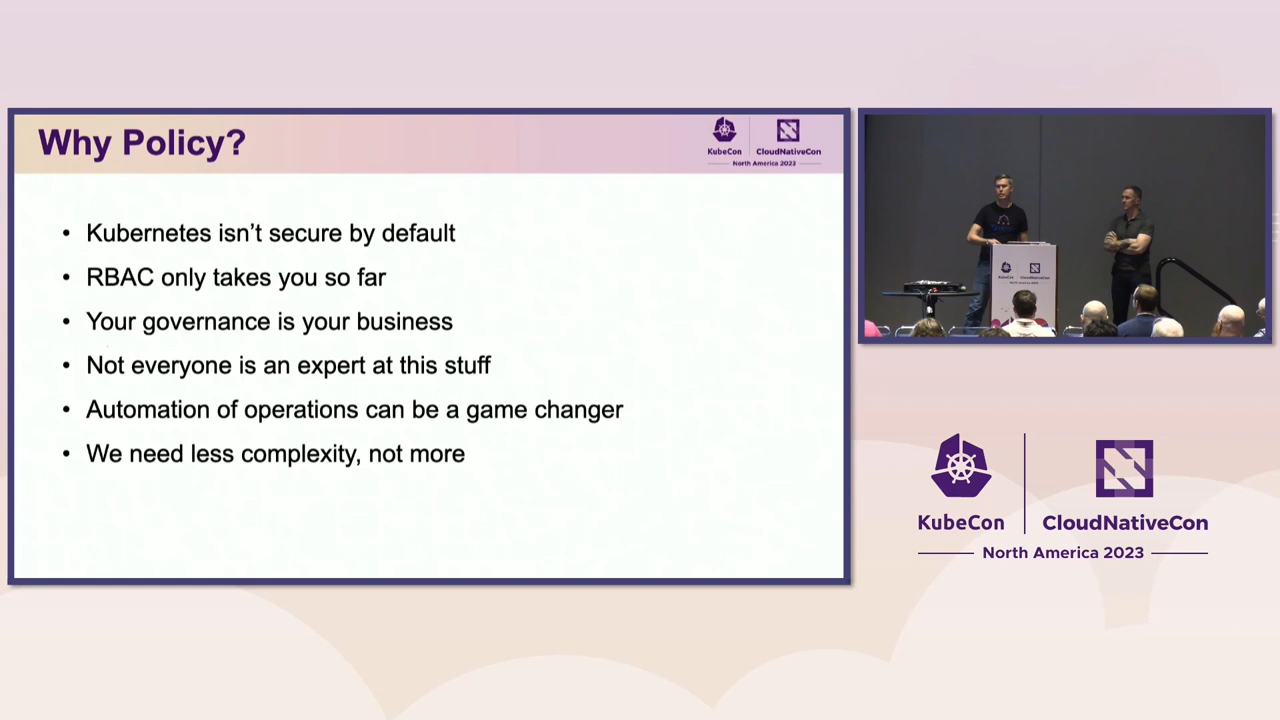 Why Policy?
KubeCon
CloudNativeCon
North America 2023
Kubernetes isn't secure by default
RBAC only takes you so far
Your governance is your business
Not everyone is an expert at this stuff
Automation of operations can be a game changer
We need less complexity, not more
KubeCon
CloudNativeCon
North America 2023